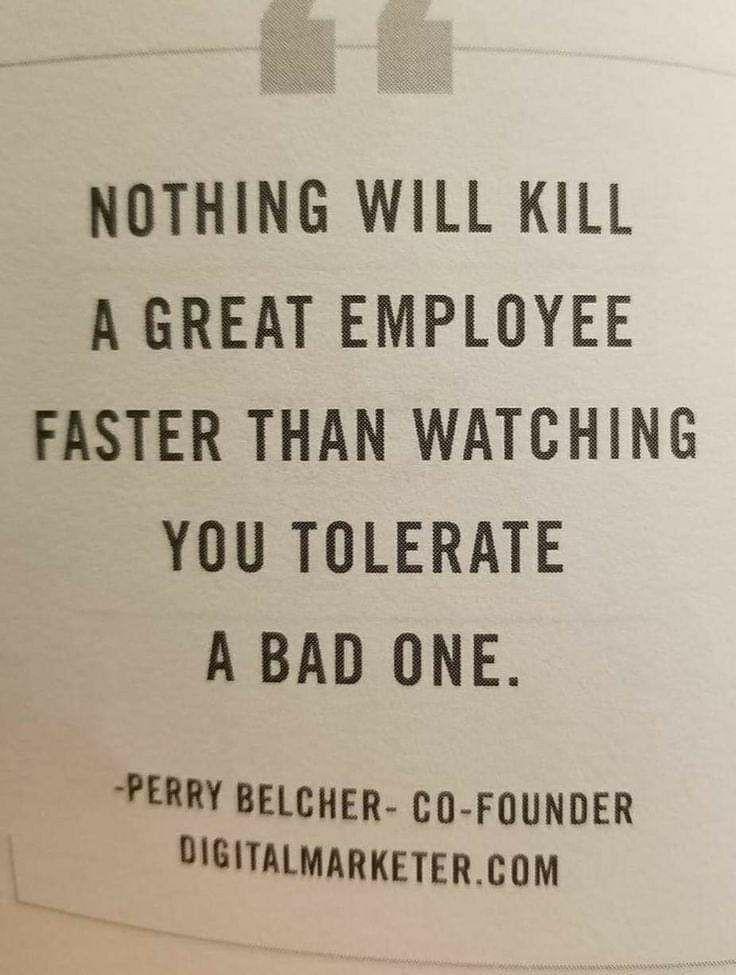 “
NOTHING WILL KILL
A GREAT EMPLOYEE
FASTER THAN WATCHING
YOU TOLERATE
A BAD ONE.
-PERRY BELCHER- CO-FOUNDER
DIGITALMARKETER.COM